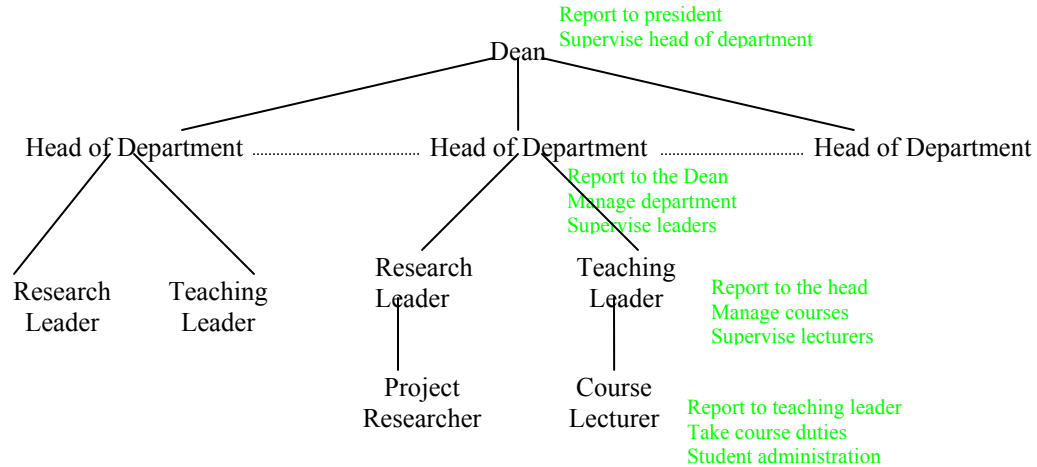 Report to president
Supervise head of department
Dean
Head of Department
Head of Department
Head of Department
Report to the Dean
Manage department
Supervise leaders
Research
Leader
Teaching
Leader
Research
Leader
Teaching
Leader
Report to the head
Manage courses
Supervise lecturers
Project
Researcher
Course
Lecturer
Report to teaching leader
Take course duties
Student administration